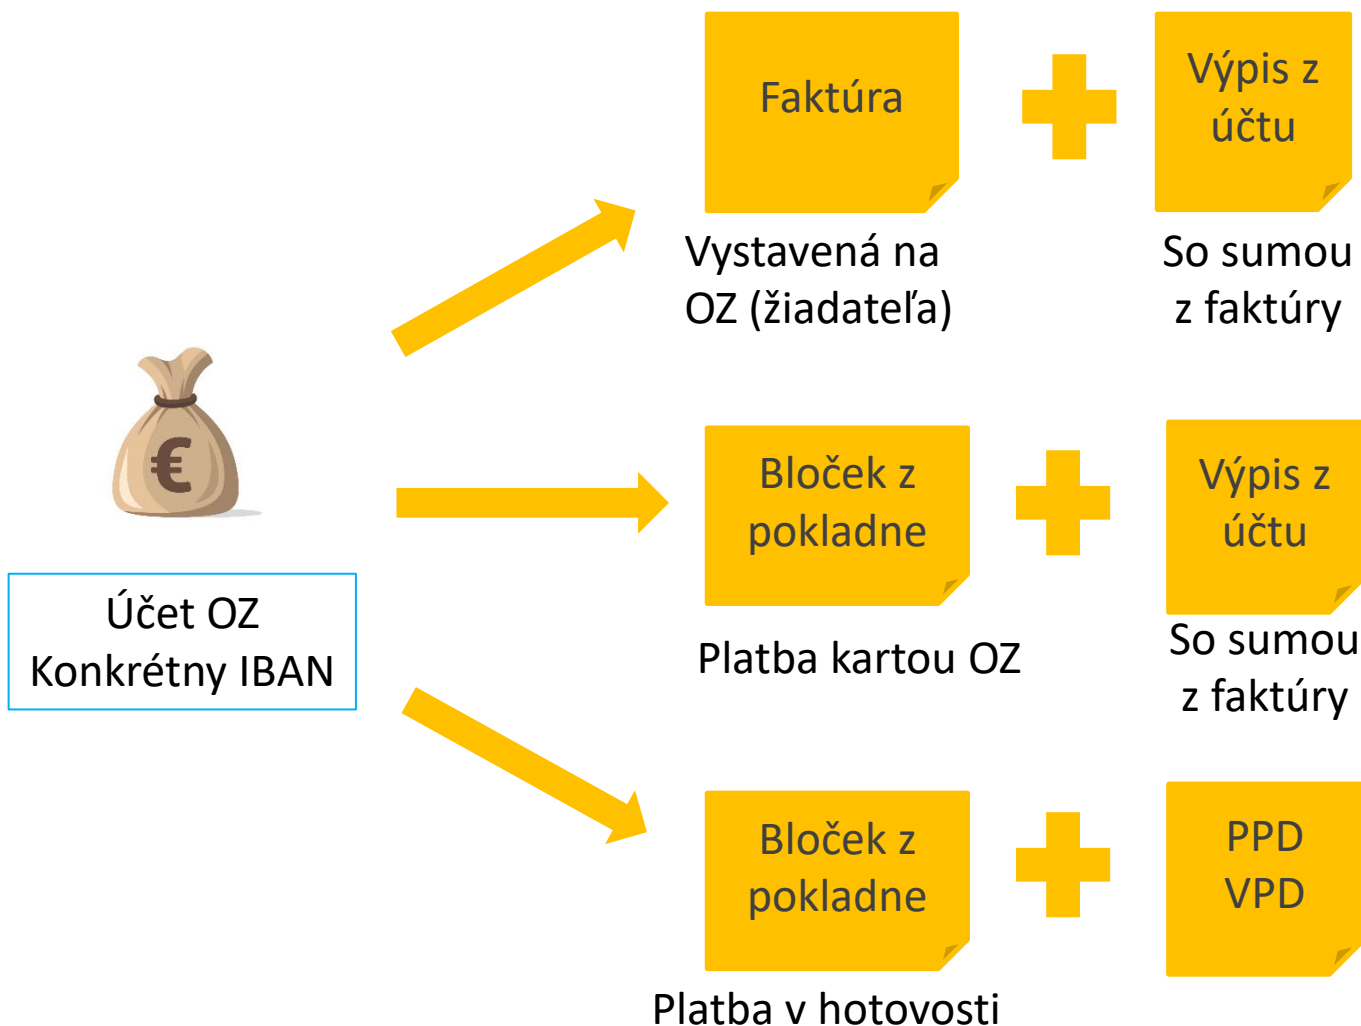 Faktúra
Výpis z
účtu
Vystavená na
OZ (žiadateľa)
So sumou
z faktúry
€
Účet OZ
Konkrétny IBAN
Bloček z
pokladne
Výpis z
účtu
Platba kartou OZ
So sumou
z faktúry
Bloček z
pokladne
PPD
VPD
Platba v hotovosti